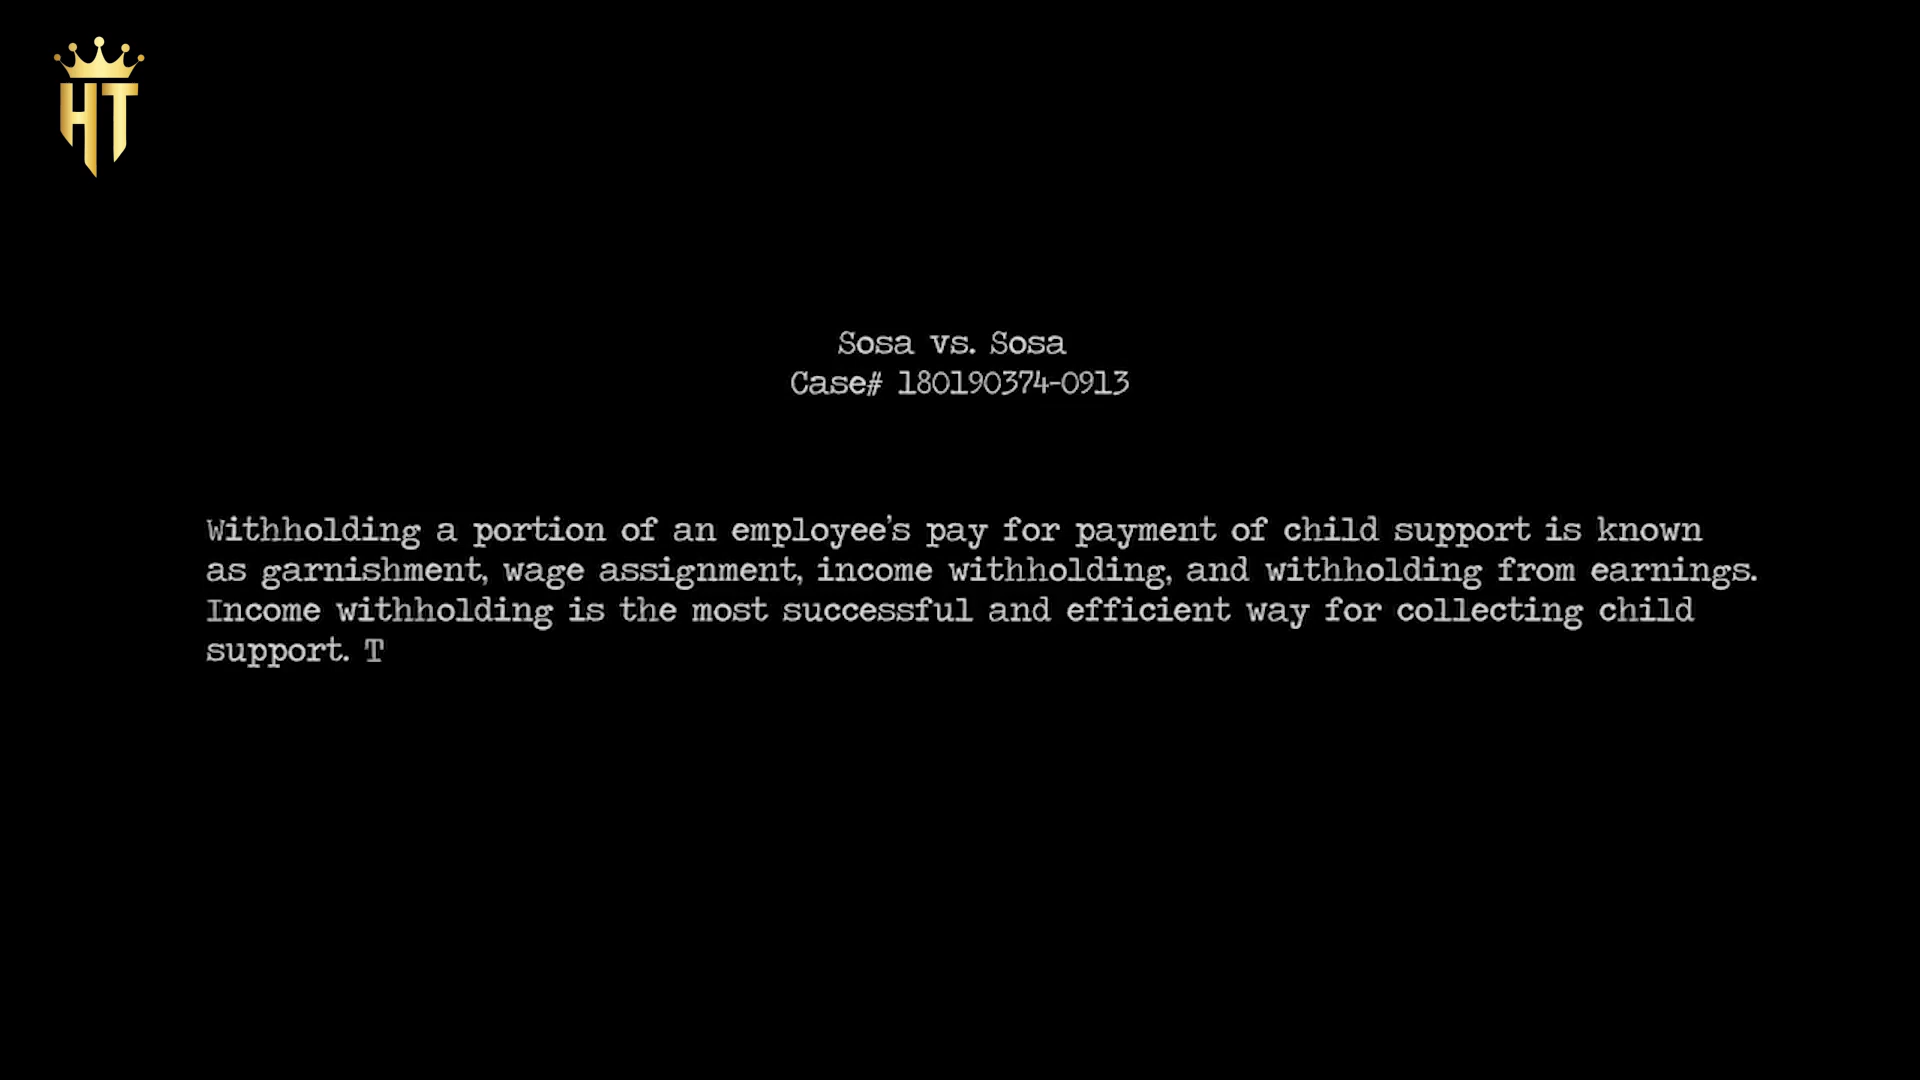 HT
Sosa vs. Sosa
Case# 180190374-0913
Withholding a portion of an employee's pay for payment of child support is known
as garnishment, wage assignment, income withholding, and withholding from earnings.
Income withholding is the most successful and efficient way for collecting child
support. T